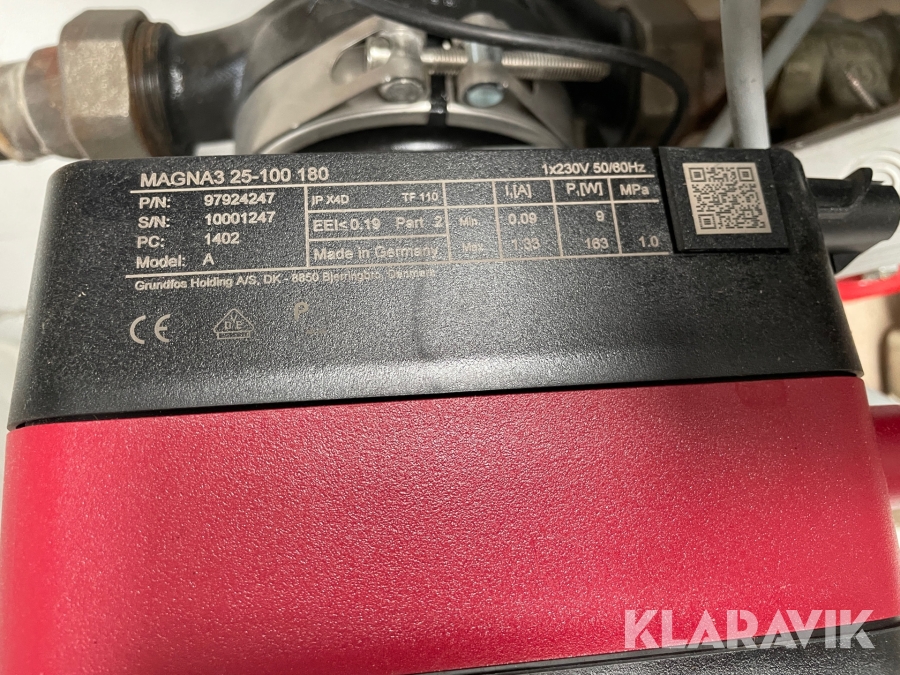 MAGNA3 25-100 180
1x230V 50/60Hz
P/N: 97924247
S/N: 10001247
PC: 1402
Model: A
IP X4D TF 110
EEI≤0.19 Part 2
Made in Germany
I₁[A] P₁[W] MPa
Min. 0.09 9
Max. 1.33 163 1.0
Grundfos Holding A/S, DK - 8850 Bjerringbro, Denmark
CE
VDE
KLARAVIK